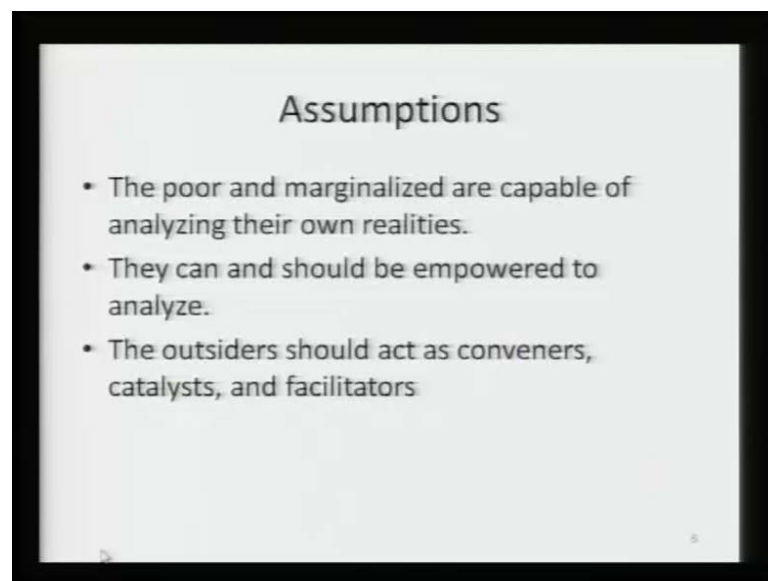 Assumptions
• The poor and marginalized are capable of
analyzing their own realities.
• They can and should be empowered to
analyze.
• The outsiders should act as conveners,
catalysts, and facilitators